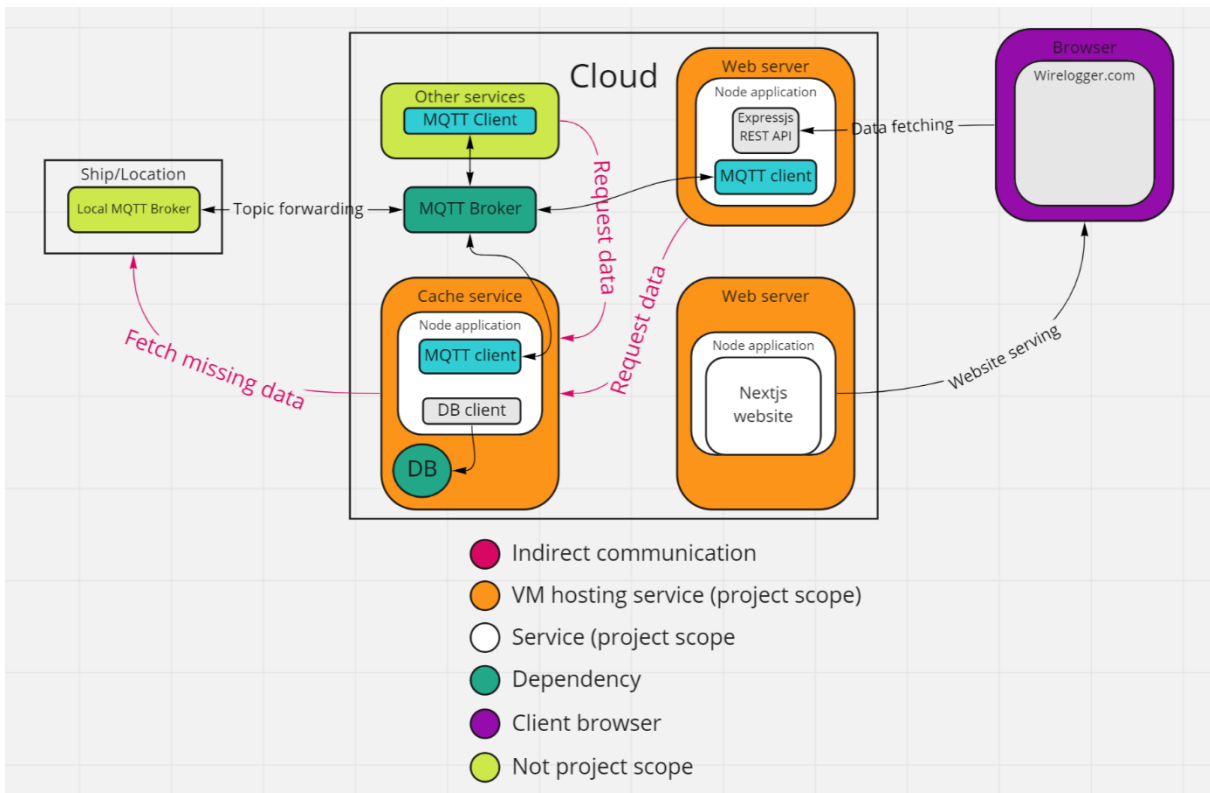 Cloud
Ship/Location
Local MQTT Broker
Topic forwarding
Other services
MQTT Client
MQTT Broker
Request data
Web server
Node application
Expressjs
REST API
MQTT client
Data fetching
Browser
Wirelogger.com
Fetch missing data
Cache service
Node application
MQTT client
DB client
DB
Request data
Web server
Node application
Nextjs
website
Website serving
Indirect communication
VM hosting service (project scope)
Service (project scope
Dependency
Client browser
Not project scope